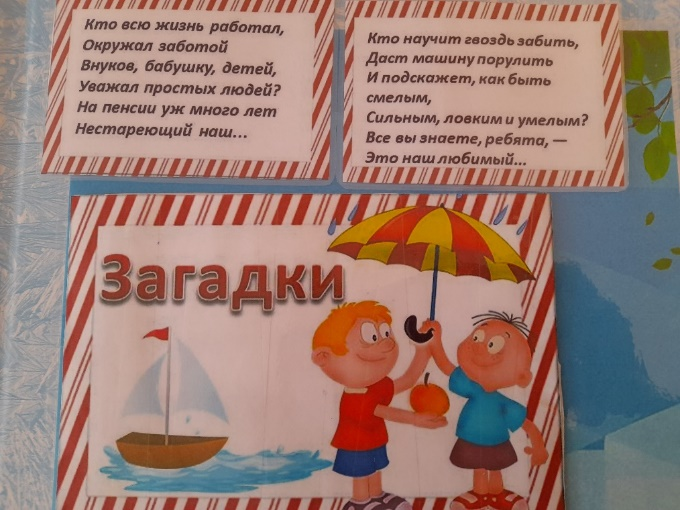 Кто всю жизнь работал,
Окружал заботой
Внуков, бабушку, детей,
Уважал простых людей?
На пенсии уж много лет
Нестареющий наш...
Кто научит гвоздь забить,
Даст машину порулить
И подскажет, как быть
смелым,
Сильным, ловким и умелым?
Все вы знаете, ребята, —
Это наш любимый...
Загадки